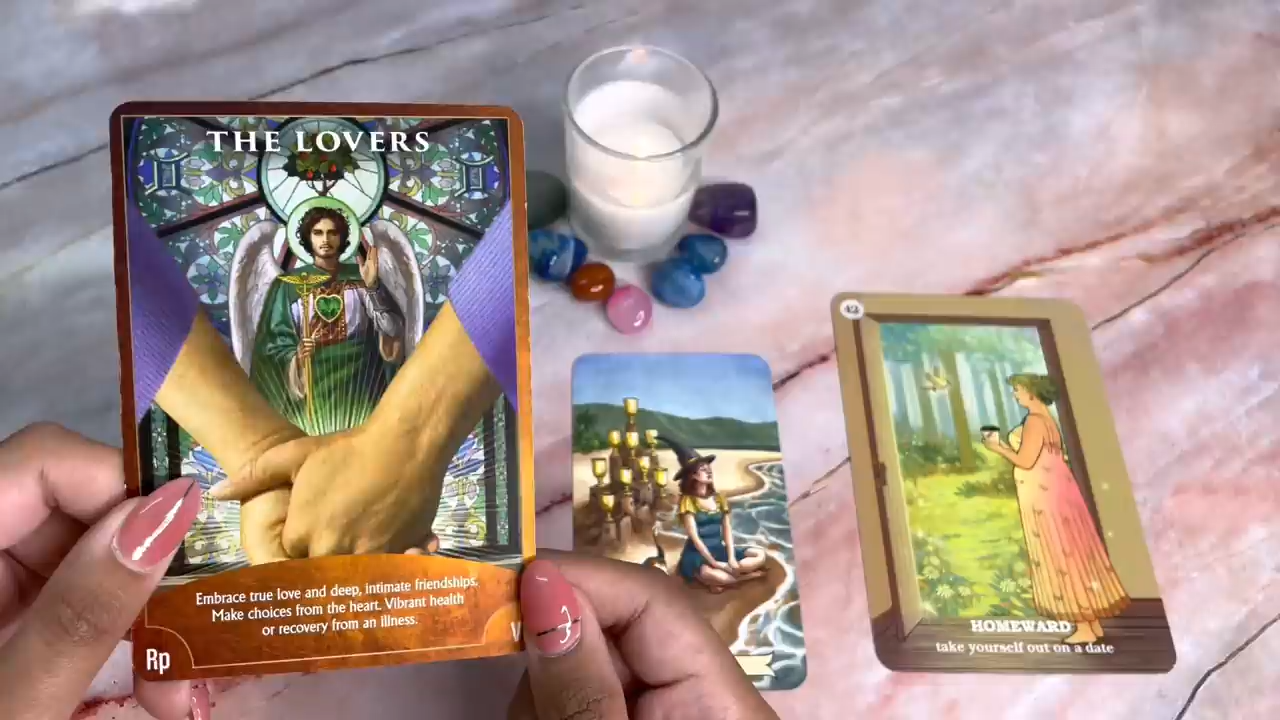 THE LOVERS
Embrace true love and deep, intimate friendships.
Make choices from the heart. Vibrant health
or recovery from an illness.
Rp
42
HOMEWARD
take yourself out on a date